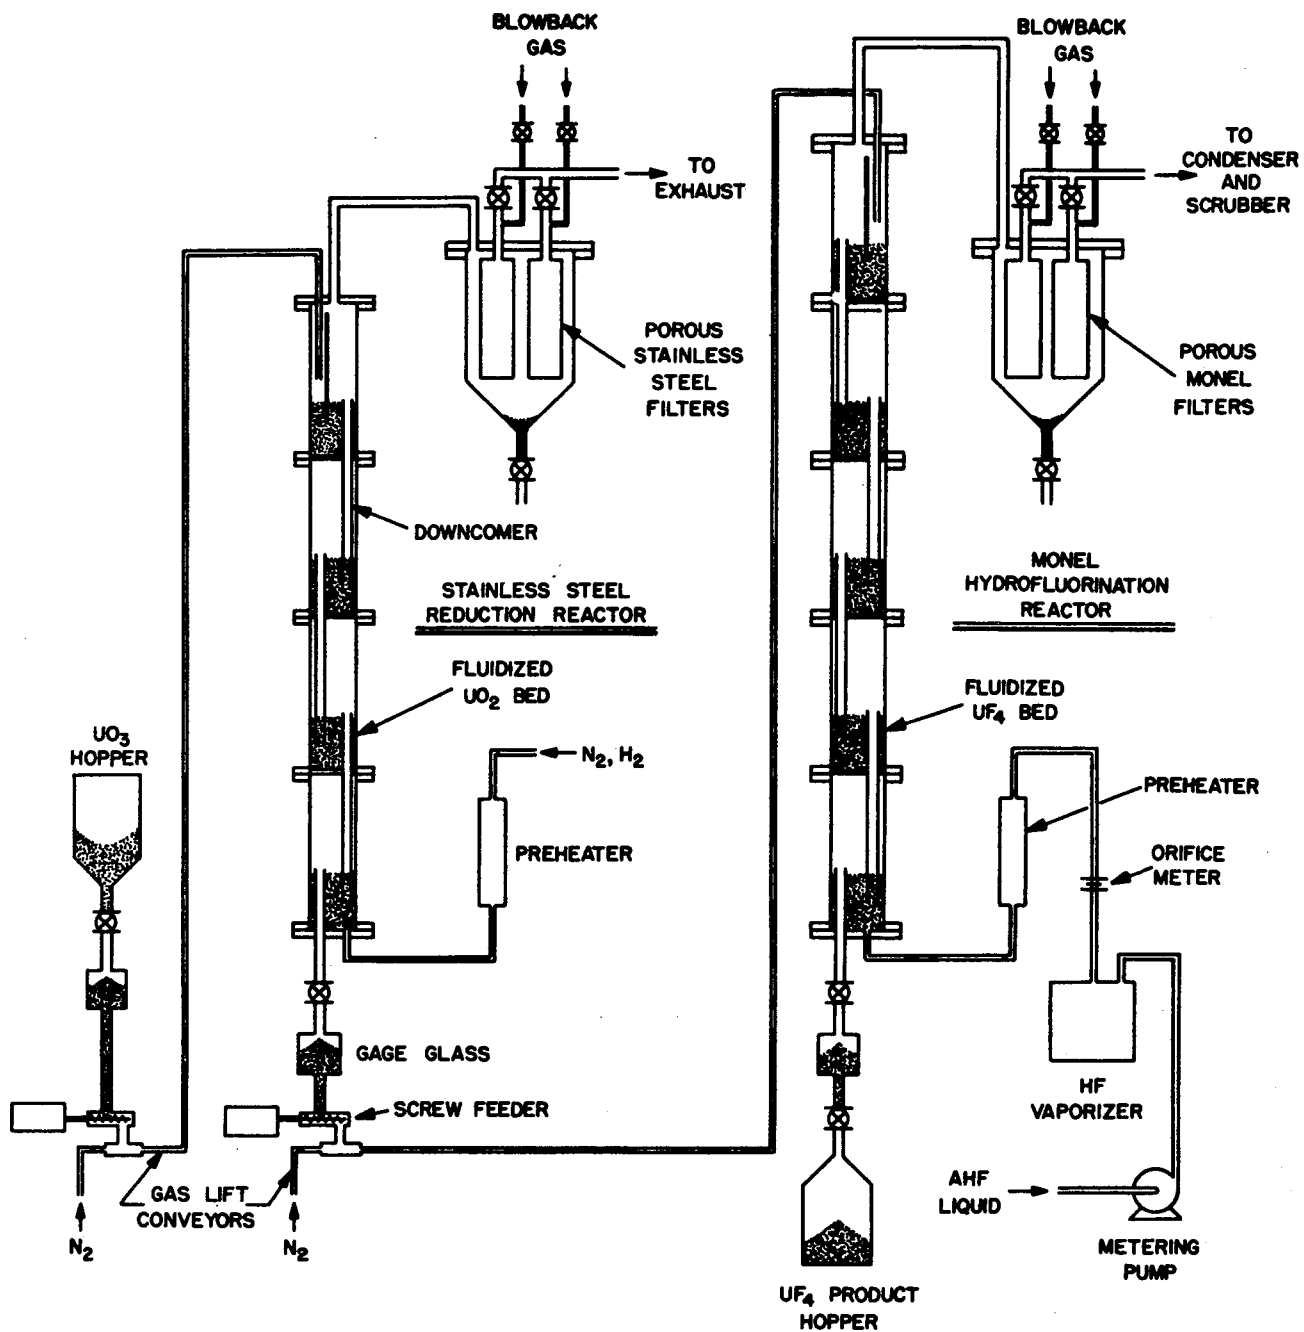 BLOWBACK
GAS
BLOWBACK
GAS
TO
EXHAUST
TO
CONDENSER
AND
SCRUBBER
POROUS
STAINLESS
STEEL
FILTERS
POROUS
MONEL
FILTERS
DOWNCOMER
STAINLESS STEEL
REDUCTION REACTOR
MONEL
HYDROFLUORINATION
REACTOR
FLUIDIZED
UO₂ BED
FLUIDIZED
UF₄ BED
UO₃
HOPPER
N₂, H₂
PREHEATER
PREHEATER
ORIFICE
METER
GAGE GLASS
SCREW FEEDER
HF
VAPORIZER
GAS LIFT
CONVEYORS
N₂
N₂
AHF
LIQUID
METERING
PUMP
UF₄ PRODUCT
HOPPER